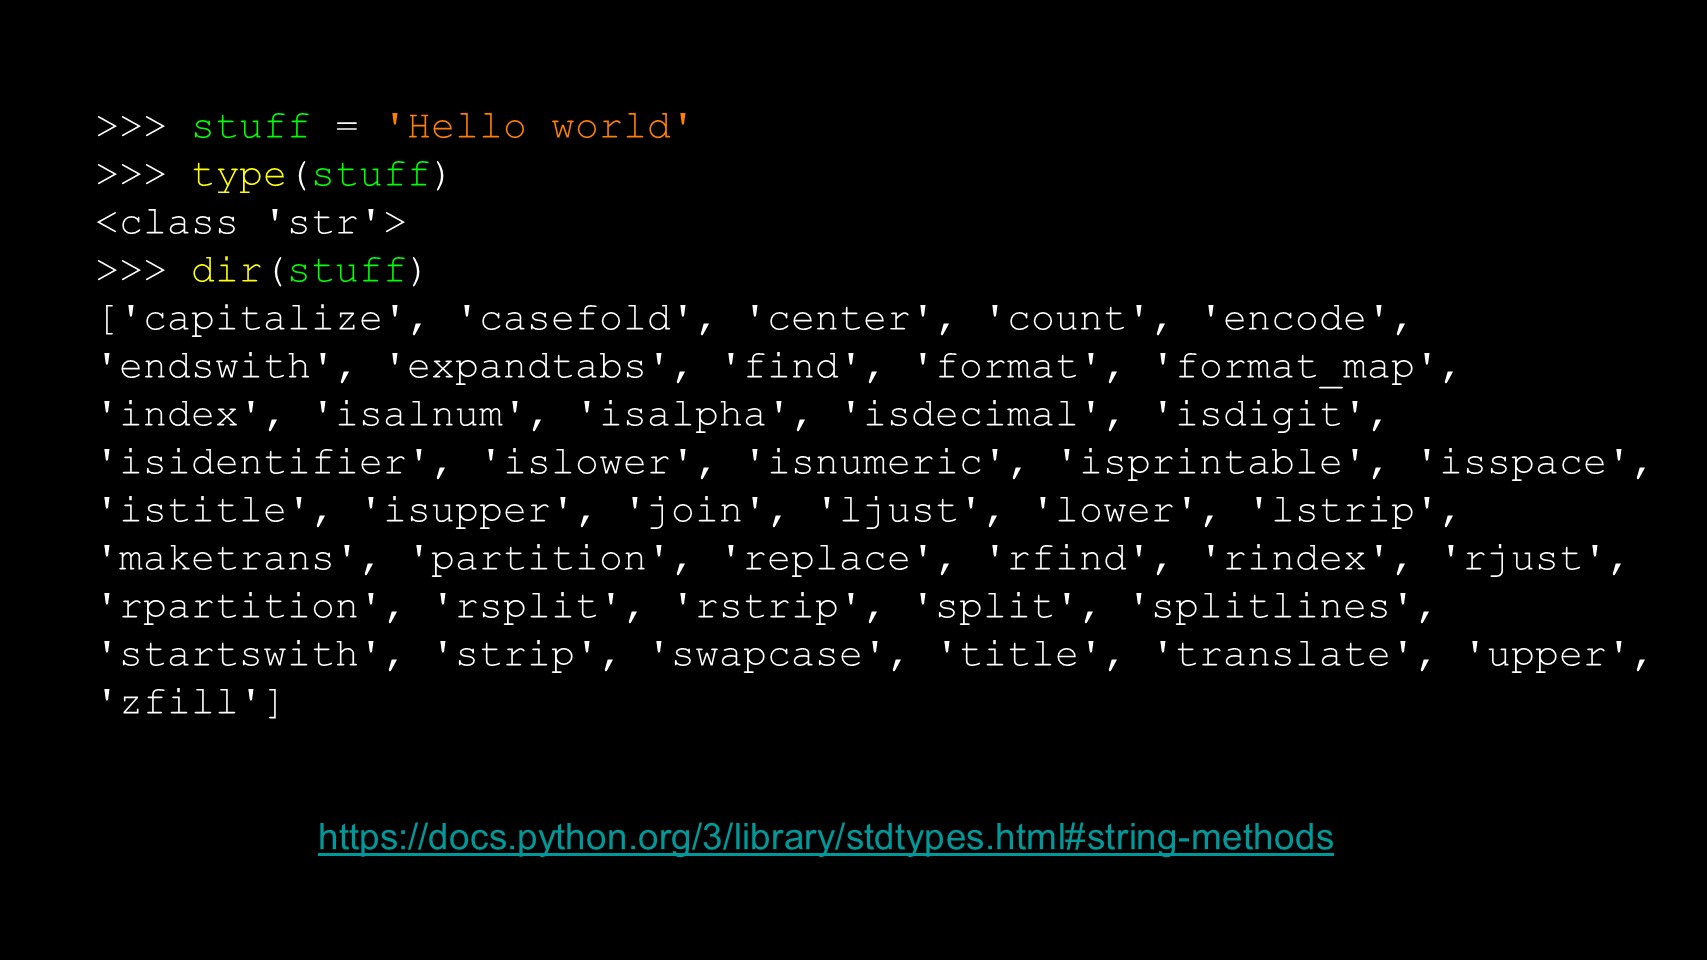 >>> stuff = 'Hello world'
>>> type(stuff)
<class 'str'>
>>> dir(stuff)
['capitalize', 'casefold', 'center', 'count', 'encode',
'endswith', 'expandtabs', 'find', 'format', 'format_map',
'index', 'isalnum', 'isalpha', 'isdecimal', 'isdigit',
'isidentifier', 'islower', 'isnumeric', 'isprintable', 'isspace',
'istitle', 'isupper', 'join', 'ljust', 'lower', 'lstrip',
'maketrans', 'partition', 'replace', 'rfind', 'rindex', 'rjust',
'rpartition', 'rsplit', 'rstrip', 'split', 'splitlines',
'startswith', 'strip', 'swapcase', 'title', 'translate', 'upper',
'zfill']
https://docs.python.org/3/library/stdtypes.html#string-methods